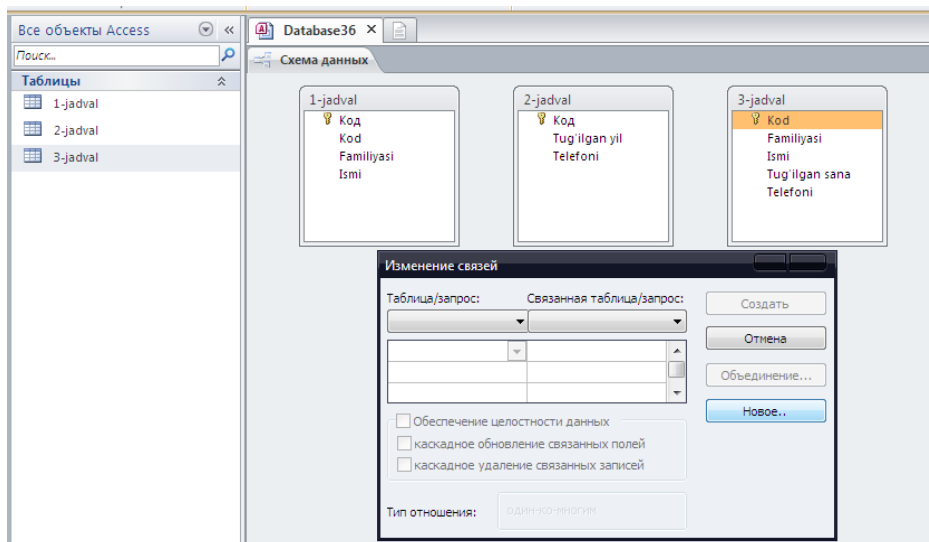 Все объекты Access
Поиск...
Таблицы
1-jadval
2-jadval
3-jadval
Database36
Схема данных
1-jadval
Код
Kod
Familiyasi
Ismi
2-jadval
Код
Tug'ilgan yil
Telefoni
3-jadval
Kod
Familiyasi
Ismi
Tug'ilgan sana
Telefoni
Изменение связей
Таблица/запрос: Связанная таблица/запрос:
Создать
Отмена
Объединение...
Новое..
Обеспечение целостности данных
каскадное обновление связанных полей
каскадное удаление связанных записей
Тип отношения: один-ко-многим